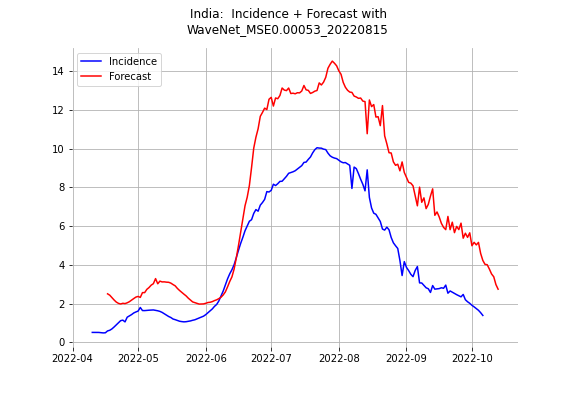 India:  Incidence + Forecast with
WaveNet_MSE0.00053_20220815
Incidence
Forecast
14
12
10
8
6
4
2
0
2022-04 2022-05 2022-06 2022-07 2022-08 2022-09 2022-10